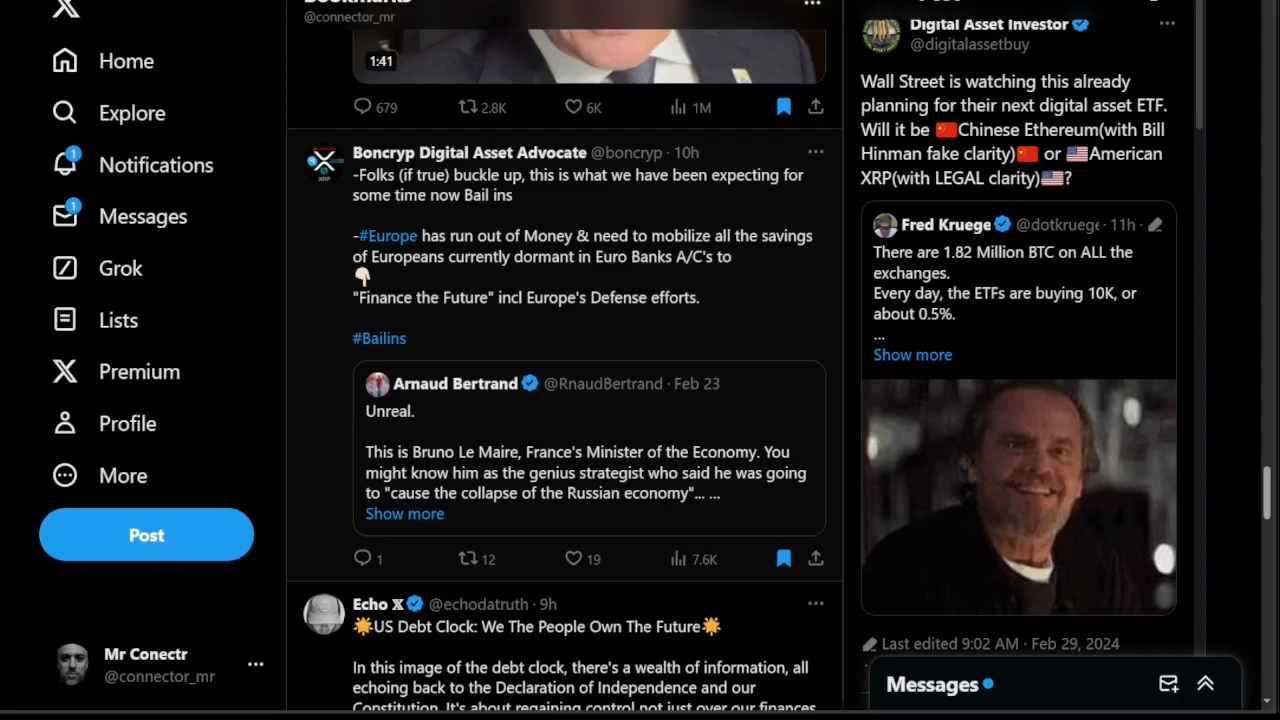 Home
Explore
1
Notifications
1
Messages
Grok
Lists
Premium
Profile
More
Post
Mr Conectr
@connector_mr
Bookmarks
@connector_mr
1:41
679 2.8K 6K 1M
Boncryp Digital Asset Advocate @boncryp · 10h
-Folks (if true) buckle up, this is what we have been expecting for
some time now Bail ins
-#Europe has run out of Money & need to mobilize all the savings
of Europeans currently dormant in Euro Banks A/C's to
👇🏻
"Finance the Future" incl Europe's Defense efforts.
#Bailins
Arnaud Bertrand @RnaudBertrand · Feb 23
Unreal.
This is Bruno Le Maire, France's Minister of the Economy. You
might know him as the genius strategist who said he was going
to "cause the collapse of the Russian economy"... ...
Show more
1 12 19 7.6K
Echo 𝕏 @echodatruth · 9h
🌟US Debt Clock: We The People Own The Future🌟
In this image of the debt clock, there's a wealth of information, all
echoing back to the Declaration of Independence and our
Constitution. It's about regaining control not just over our finances
Digital Asset Investor
@digitalassetbuy
Wall Street is watching this already
planning for their next digital asset ETF.
Will it be 🇨🇳Chinese Ethereum(with Bill
Hinman fake clarity)🇨🇳 or 🇺🇸American
XRP(with LEGAL clarity)🇺🇸?
Fred Kruege @dotkrueg · 11h ·
There are 1.82 Million BTC on ALL the
exchanges.
Every day, the ETFs are buying 10K, or
about 0.5%.
...
Show more
Last edited 9:02 AM · Feb 29, 2024
Messages